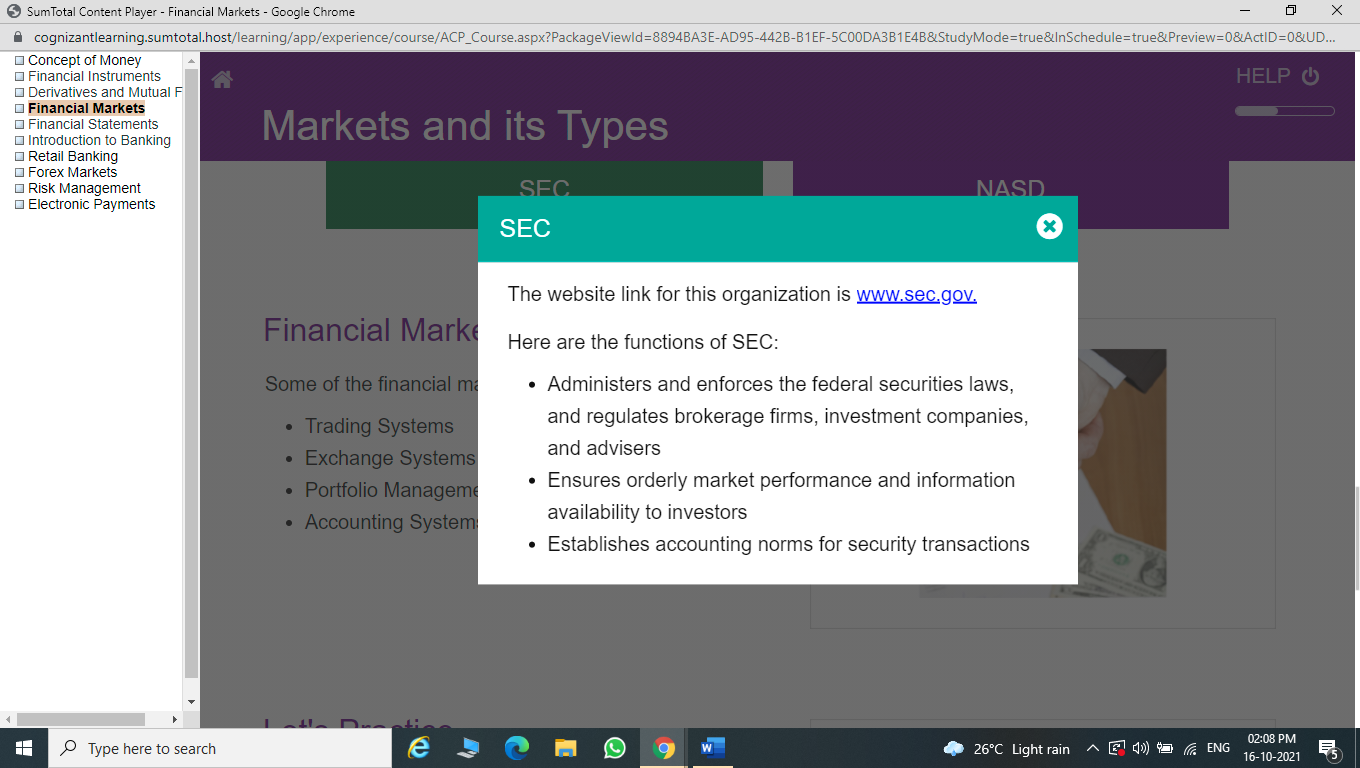 SumTotal Content Player - Financial Markets - Google Chrome
cognizantlearning.sumtotal.host/learning/app/experience/course/ACP_Course.aspx?PackageViewId=8894BA3E-AD95-442B-B1EF-5C00DA3B1E4B&StudyMode=true&InSchedule=true&Preview=0&ActID=0&UD...
Concept of Money
Financial Instruments
Derivatives and Mutual F
Financial Markets
Financial Statements
Introduction to Banking
Retail Banking
Forex Markets
Risk Management
Electronic Payments
HELP
Markets and its Types
SEC
NASD
SEC
The website link for this organization is www.sec.gov.
Here are the functions of SEC:
• Administers and enforces the federal securities laws,
and regulates brokerage firms, investment companies,
and advisers
• Ensures orderly market performance and information
availability to investors
• Establishes accounting norms for security transactions
Financial Marke
Some of the financial ma
• Trading Systems
• Exchange Systems
• Portfolio Manageme
• Accounting Systems
Let's Practice
Type here to search
26°C Light rain
ENG
02:08 PM
16-10-2021
5